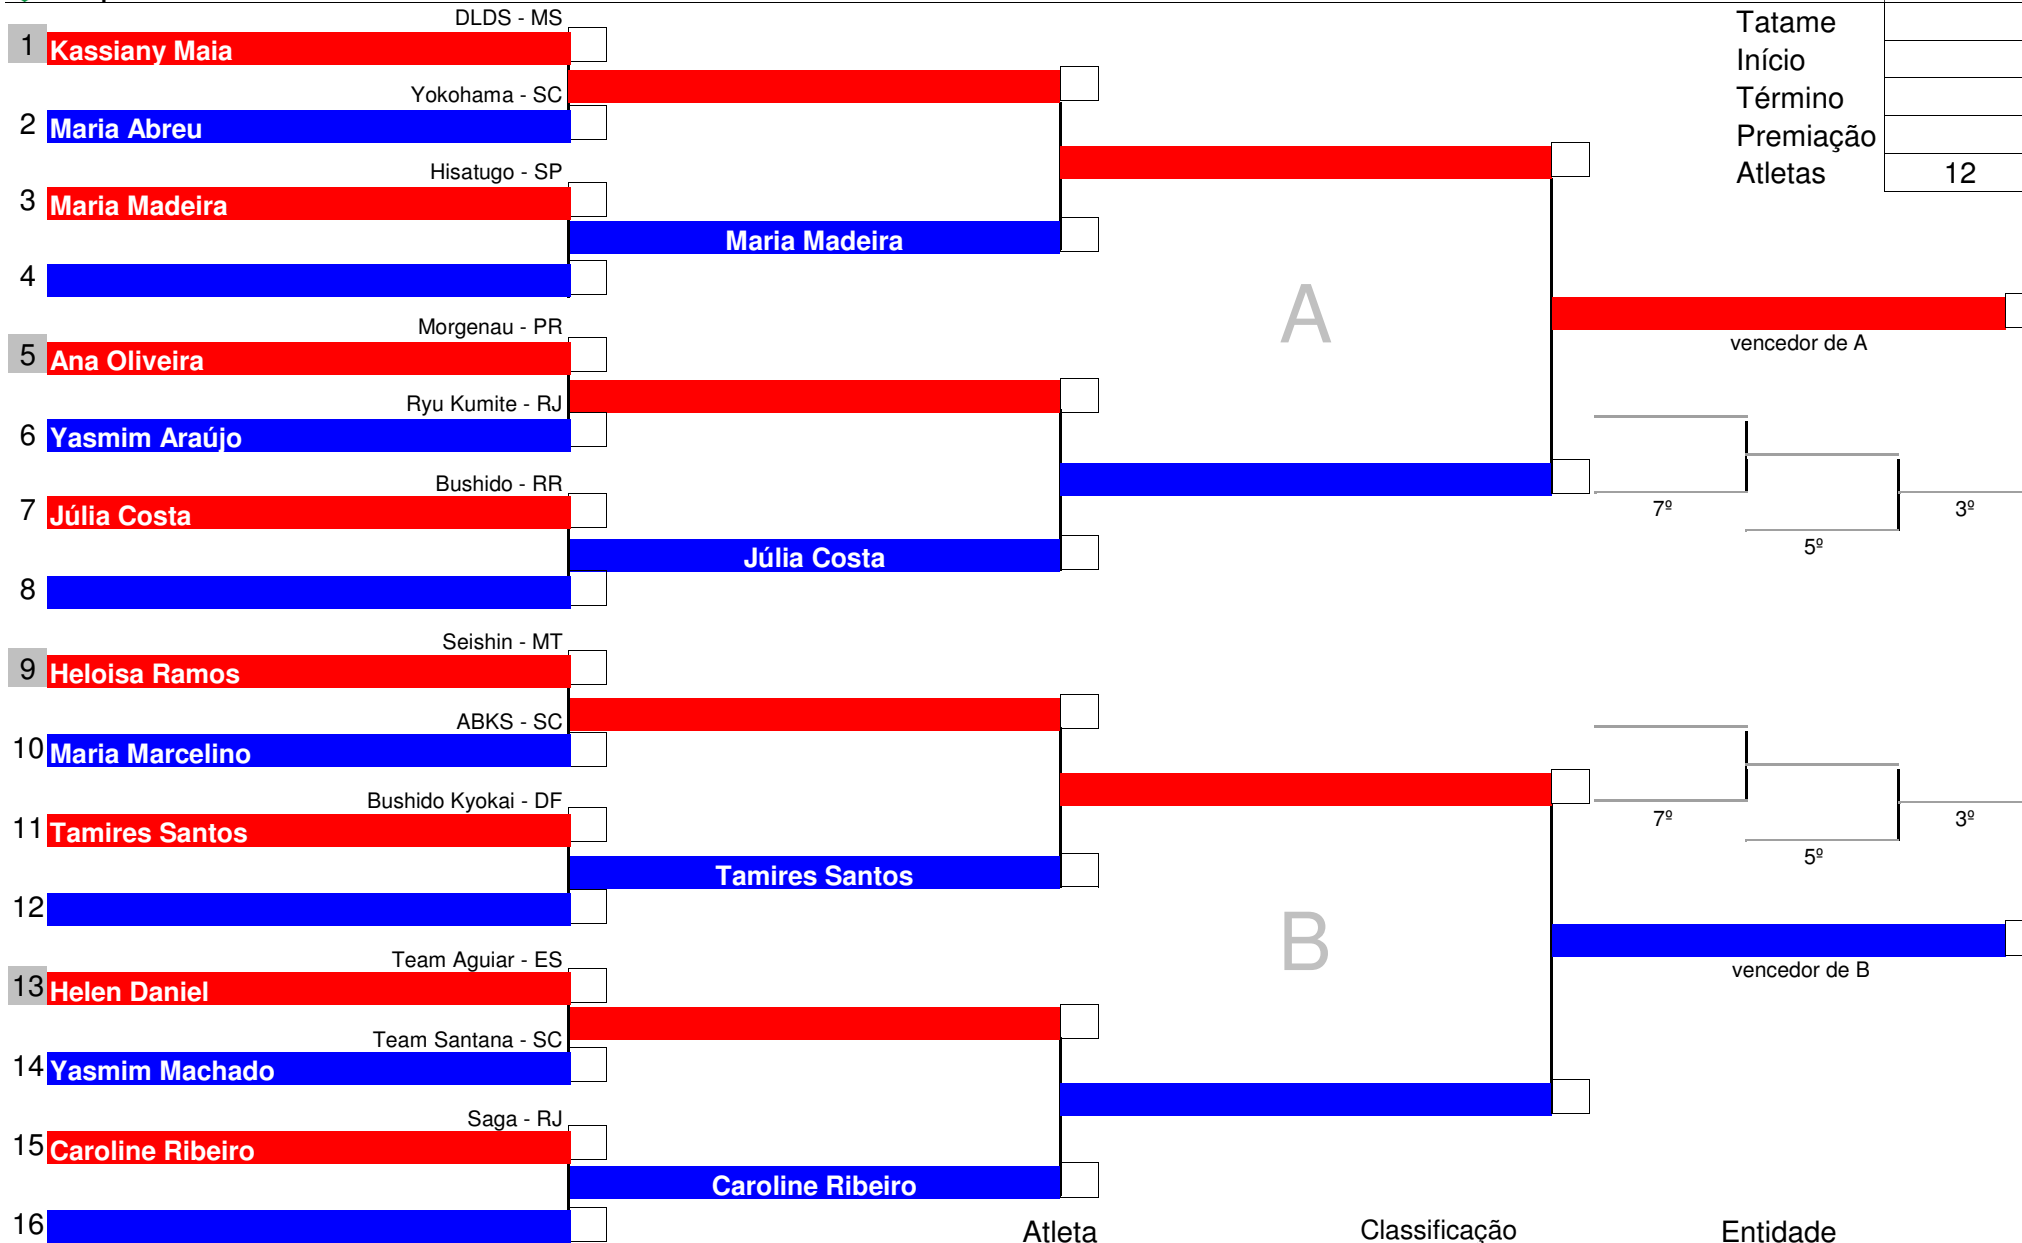 DLDS - MS
1 Kassiany Maia
Yokohama - SC
2 Maria Abreu
Hisatugo - SP
3 Maria Madeira
Maria Madeira
4
Morgenau - PR
5 Ana Oliveira
Ryu Kumite - RJ
6 Yasmim Araújo
Bushido - RR
7 Júlia Costa
Júlia Costa
8
Seishin - MT
9 Heloisa Ramos
ABKS - SC
10 Maria Marcelino
Bushido Kyokai - DF
11 Tamires Santos
Tamires Santos
12
Team Aguiar - ES
13 Helen Daniel
Team Santana - SC
14 Yasmim Machado
Saga - RJ
15 Caroline Ribeiro
Caroline Ribeiro
16
A
B
Tatame
Início
Término
Premiação
Atletas 12
vencedor de A
7º
3º
5º
7º
3º
5º
vencedor de B
Atleta Classificação Entidade